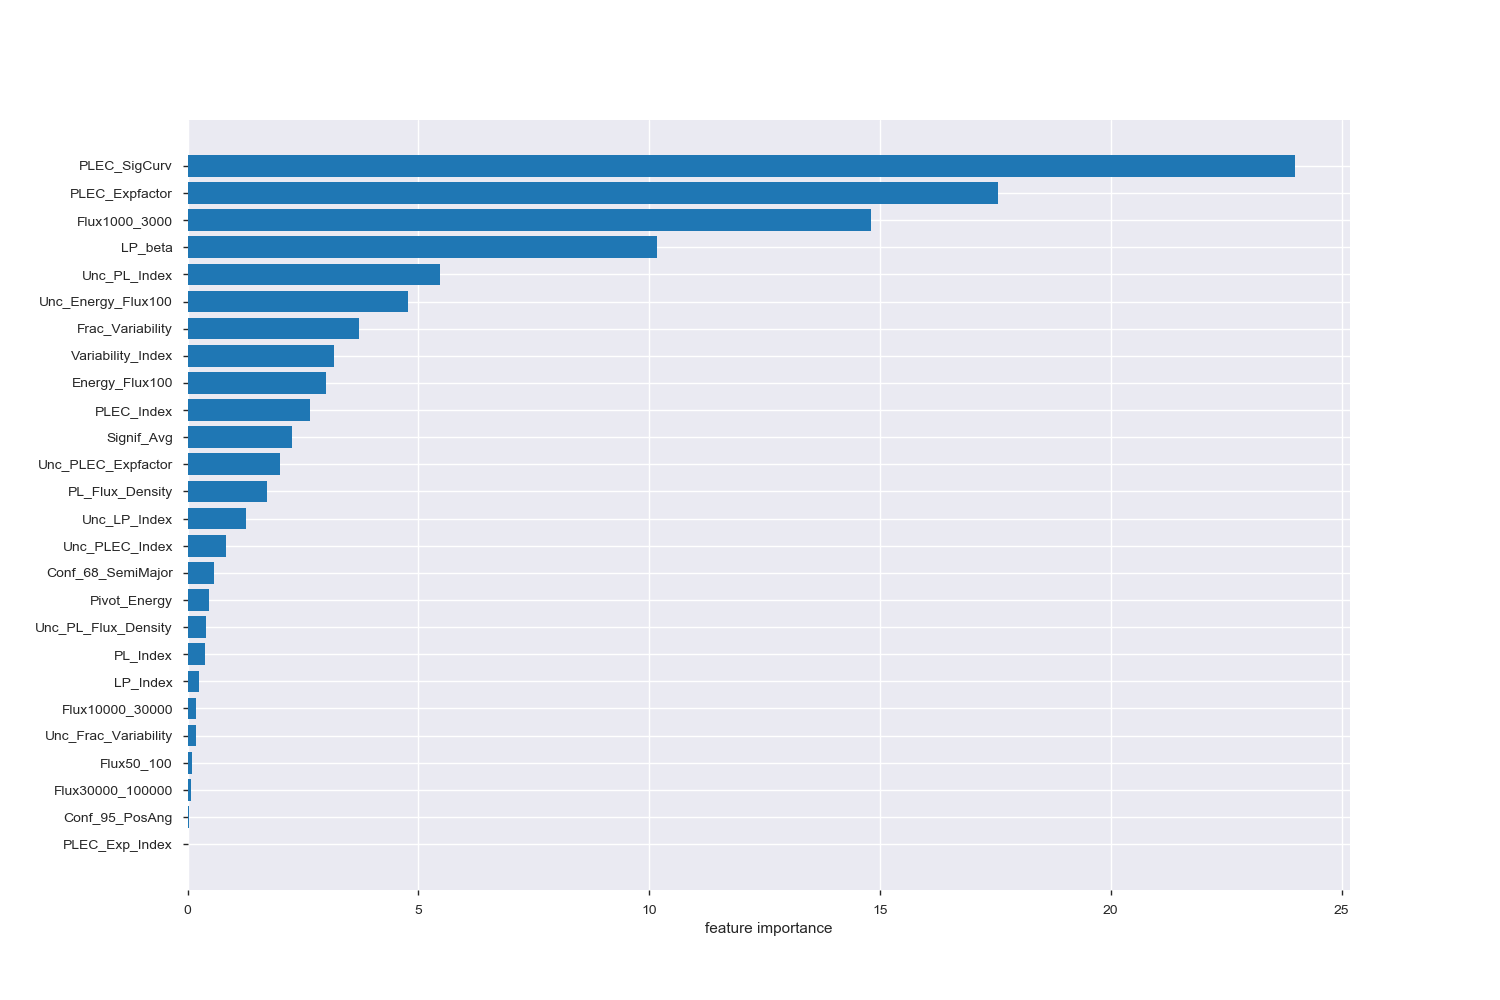 PLEC_SigCurv
PLEC_Expfactor
Flux1000_3000
LP_beta
Unc_PL_Index
Unc_Energy_Flux100
Frac_Variability
Variability_Index
Energy_Flux100
PLEC_Index
Signif_Avg
Unc_PLEC_Expfactor
PL_Flux_Density
Unc_LP_Index
Unc_PLEC_Index
Conf_68_SemiMajor
Pivot_Energy
Unc_PL_Flux_Density
PL_Index
LP_Index
Flux10000_30000
Unc_Frac_Variability
Flux50_100
Flux30000_100000
Conf_95_PosAng
PLEC_Exp_Index
0 5 10 15 20 25
feature importance